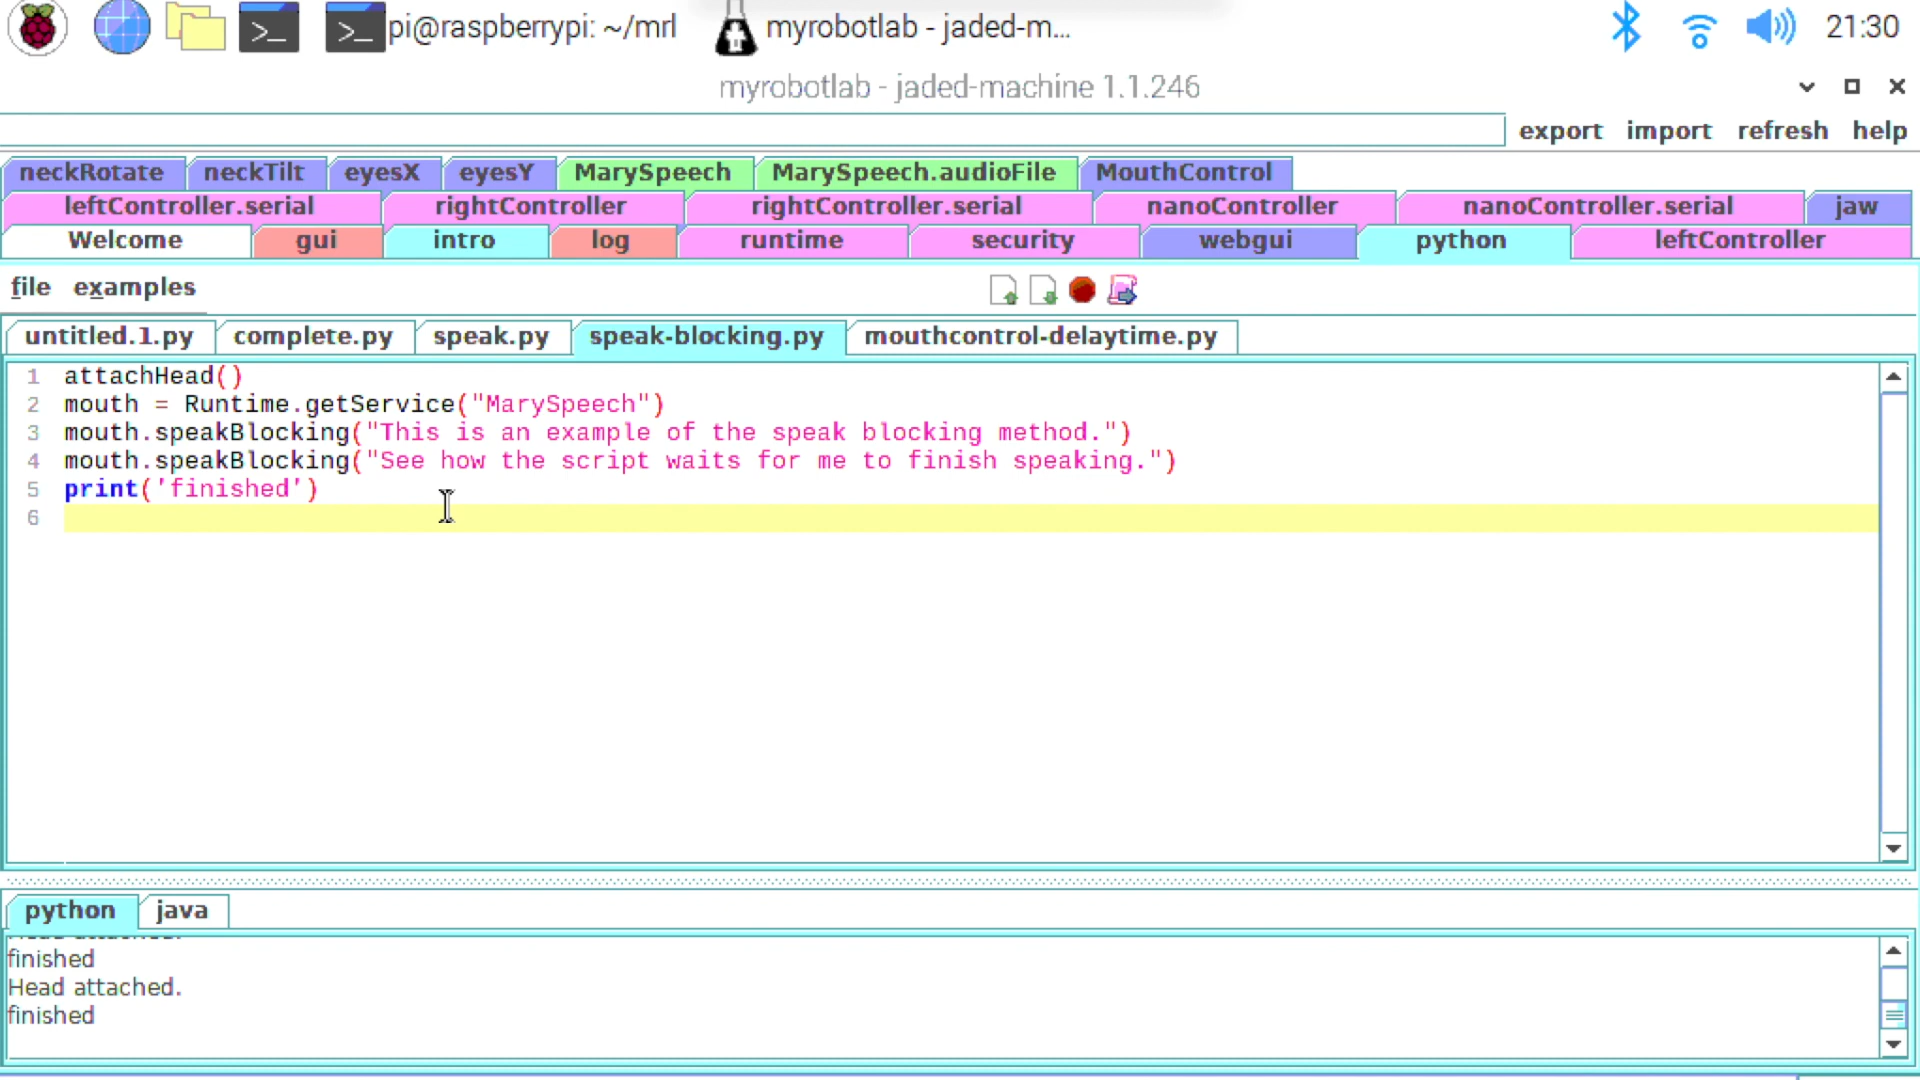 pi@raspberrypi: ~/mrl myrobotlab - jaded-m... 21:30
myrobotlab - jaded-machine 1.1.246
export import refresh help
neckRotate neckTilt eyesX eyesY MarySpeech MarySpeech.audioFile MouthControl
leftController.serial rightController rightController.serial nanoController nanoController.serial jaw
Welcome gui intro log runtime security webgui python leftController
file examples
untitled.1.py complete.py speak.py speak-blocking.py mouthcontrol-delaytime.py
1 attachHead()
2 mouth = Runtime.getService("MarySpeech")
3 mouth.speakBlocking("This is an example of the speak blocking method.")
4 mouth.speakBlocking("See how the script waits for me to finish speaking.")
5 print('finished')
6
python java
finished
Head attached.
finished